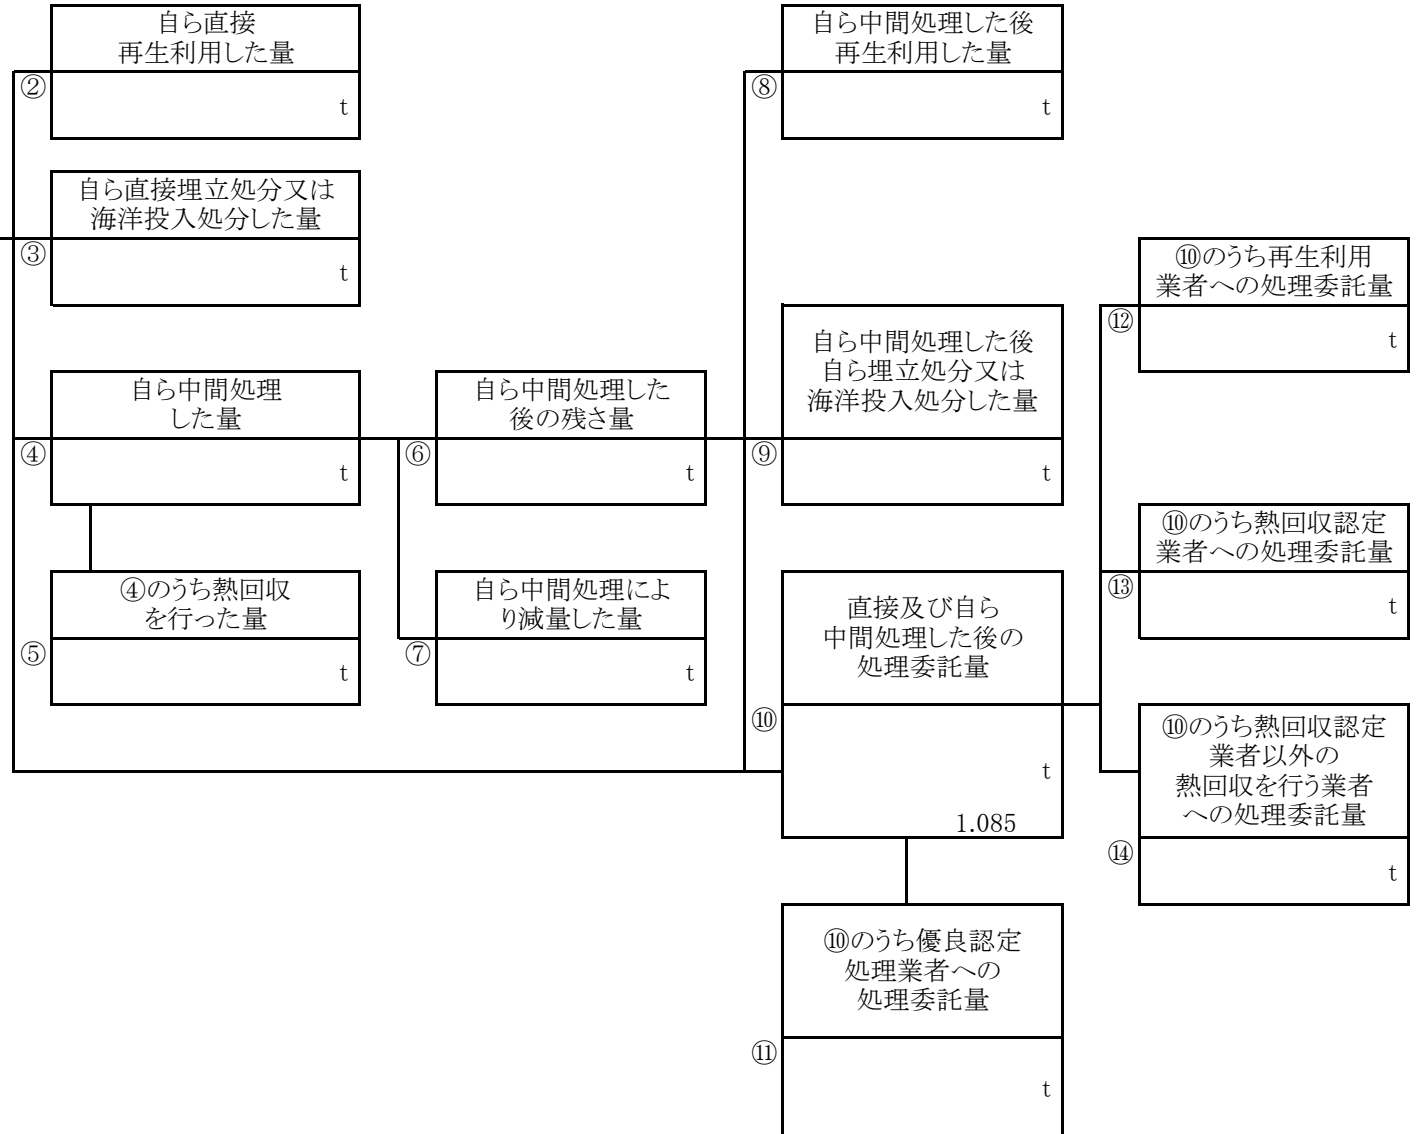 自ら直接
再生利用した量
②
t
自ら直接埋立処分又は
海洋投入処分した量
③
t
自ら中間処理
した量
④
t
④のうち熱回収
を行った量
⑤
t
自ら中間処理した
後の残さ量
⑥
t
自ら中間処理によ
り減量した量
⑦
t
自ら中間処理した後
再生利用した量
⑧
t
自ら中間処理した後
自ら埋立処分又は
海洋投入処分した量
⑨
t
直接及び自ら
中間処理した後の
処理委託量
⑩
t
1.085
⑩のうち優良認定
処理業者への
処理委託量
⑪
t
⑩のうち再生利用
業者への処理委託量
⑫
t
⑩のうち熱回収認定
業者への処理委託量
⑬
t
⑩のうち熱回収認定
業者以外の
熱回収を行う業者
への処理委託量
⑭
t